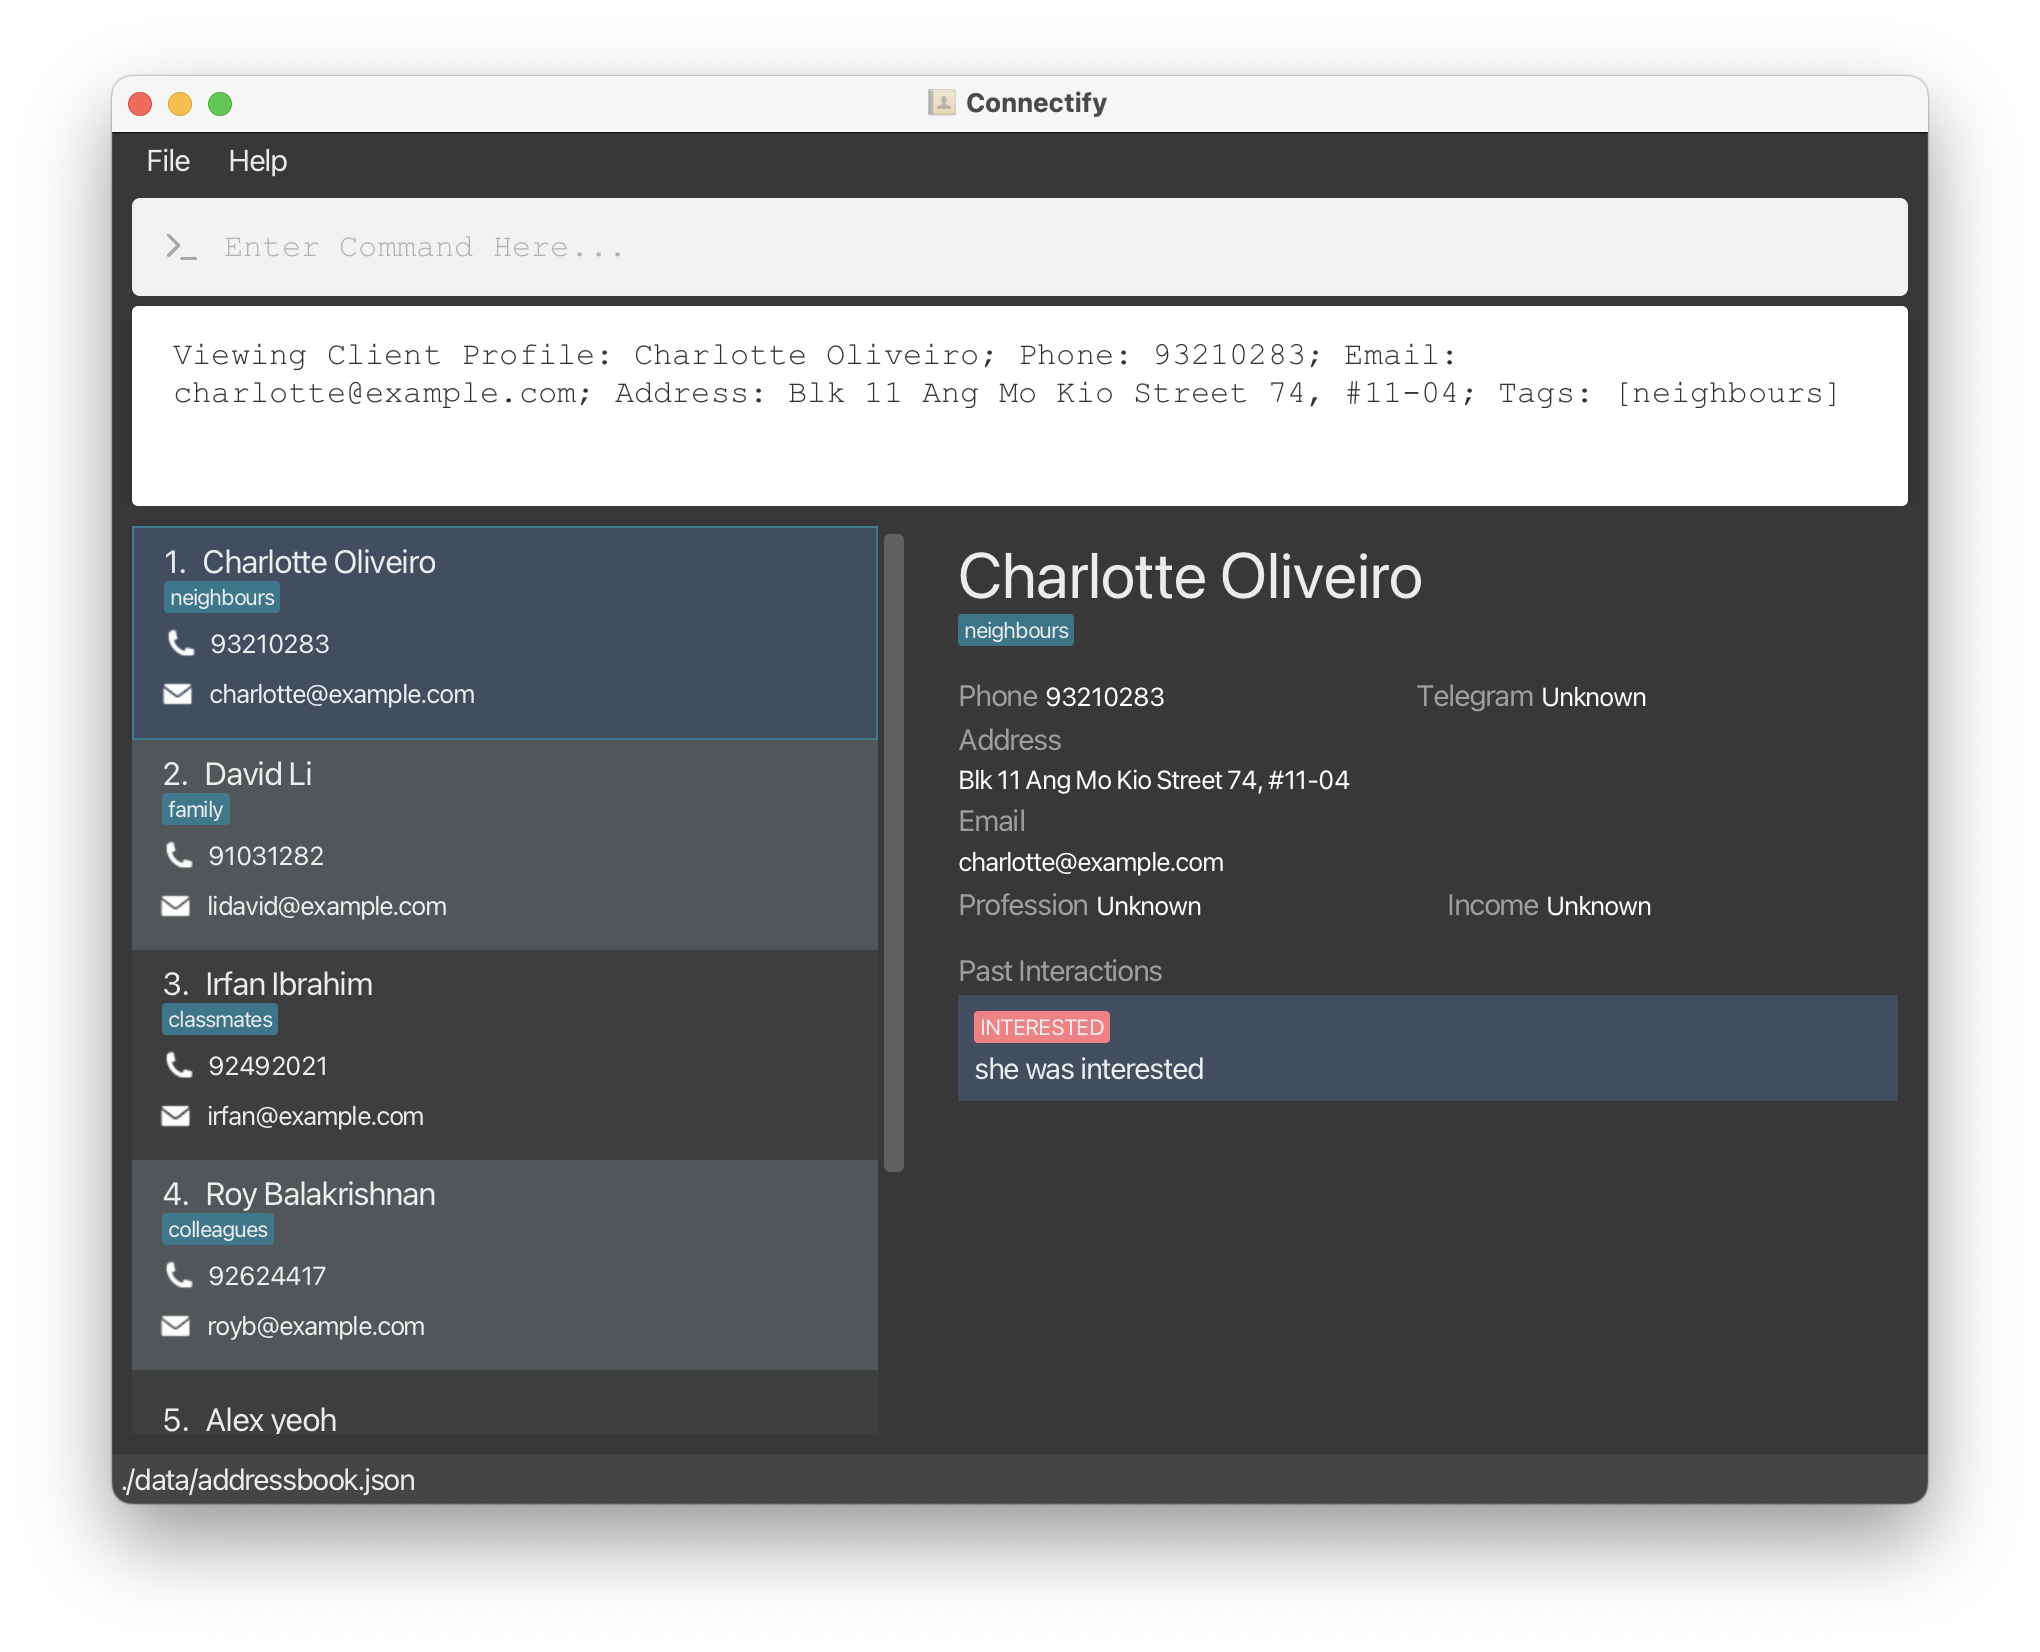 Connectify
File Help
>_ Enter Command Here...
Viewing Client Profile: Charlotte Oliveiro; Phone: 93210283; Email:
charlotte@example.com; Address: Blk 11 Ang Mo Kio Street 74, #11-04; Tags: [neighbours]
1. Charlotte Oliveiro
neighbours
93210283
charlotte@example.com
2. David Li
family
91031282
lidavid@example.com
3. Irfan Ibrahim
classmates
92492021
irfan@example.com
4. Roy Balakrishnan
colleagues
92624417
royb@example.com
5. Alex yeoh
Charlotte Oliveiro
neighbours
Phone 93210283 Telegram Unknown
Address
Blk 11 Ang Mo Kio Street 74, #11-04
Email
charlotte@example.com
Profession Unknown Income Unknown
Past Interactions
INTERESTED
she was interested
./data/addressbook.json